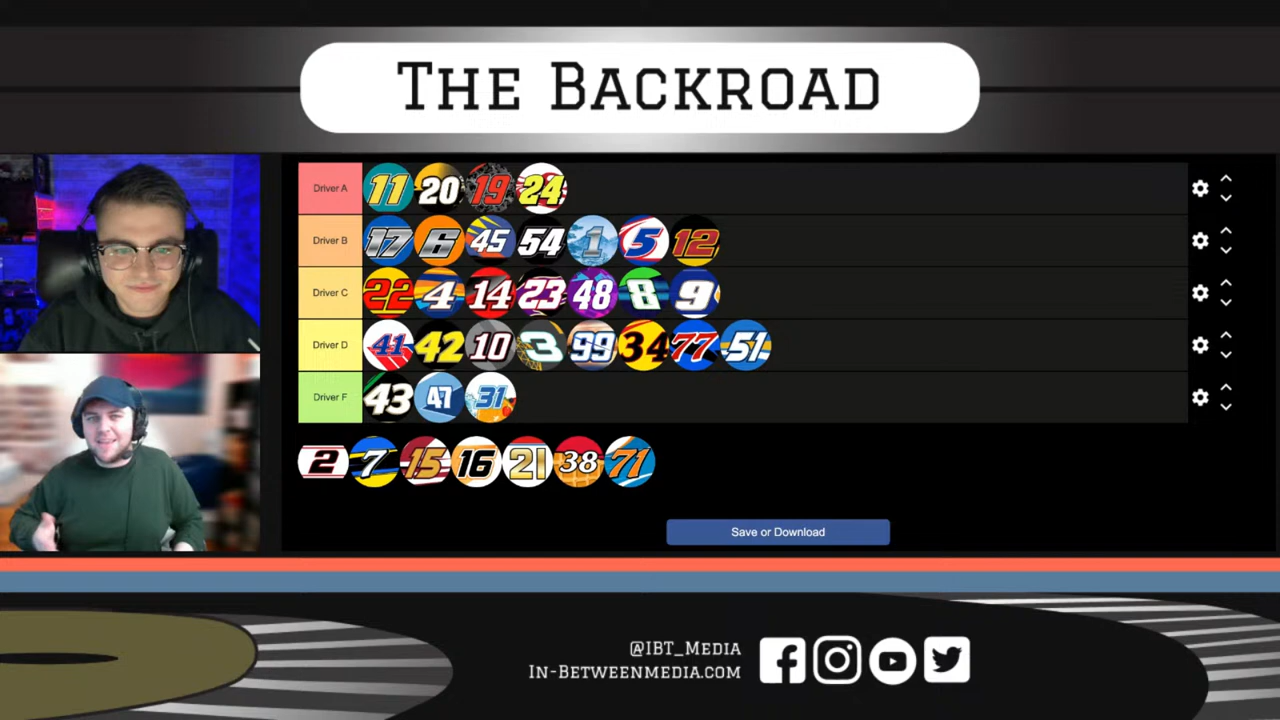 The Backroad
Driver A 11 20 19 24
Driver B 17 6 45 54 1 5 12
Driver C 22 4 14 23 48 8 9
Driver D 41 42 10 3 99 34 77 51
Driver F 43 47 31
2 7 15 16 21 38 71
Save or Download
@IBT_Media
In-Betweenmedia.com